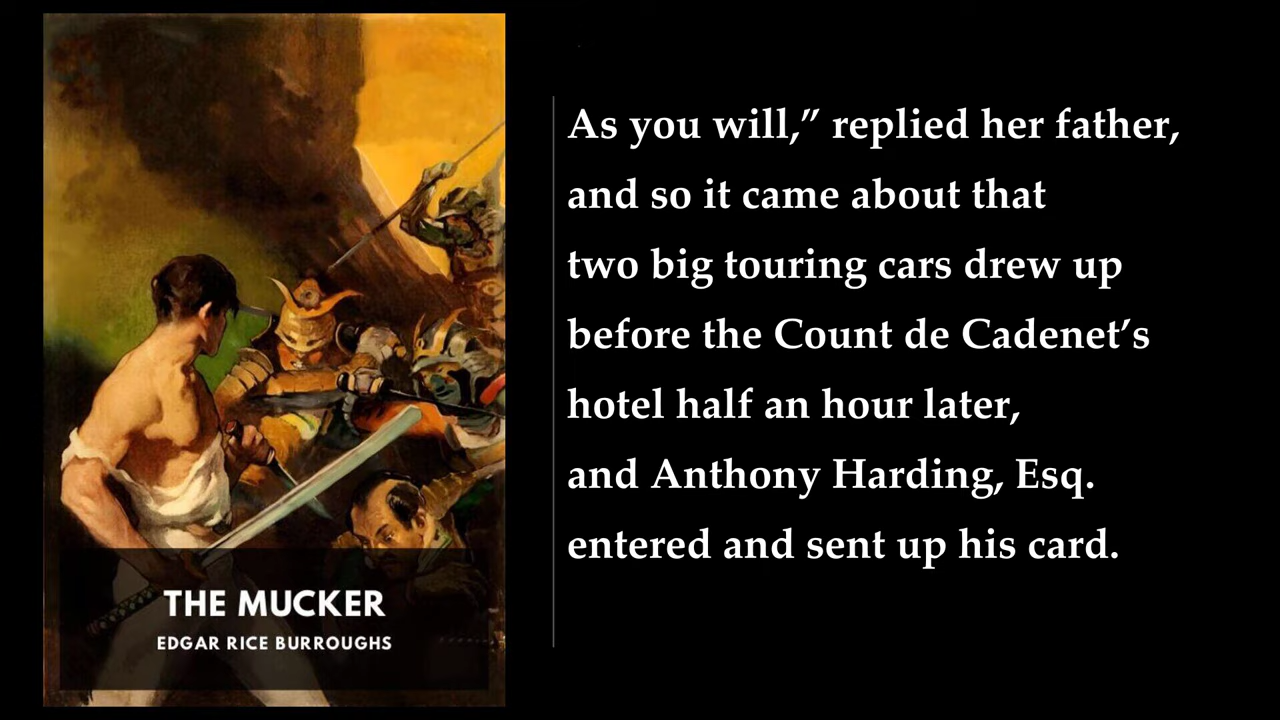 As you will,” replied her father,
and so it came about that
two big touring cars drew up
before the Count de Cadenet’s
hotel half an hour later,
and Anthony Harding, Esq.
entered and sent up his card.
THE MUCKER
EDGAR RICE BURROUGHS